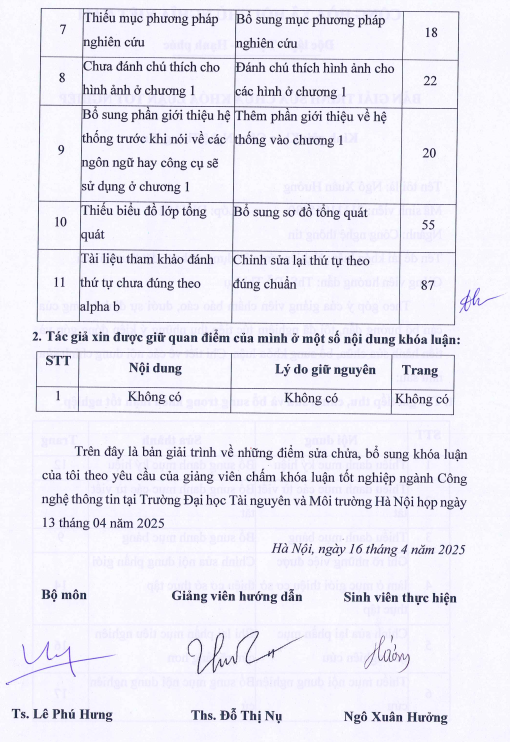 7 Thiếu mục phương pháp nghiên cứu Bổ sung mục phương pháp nghiên cứu 18
8 Chưa đánh chú thích cho hình ảnh ở chương 1 Đánh chú thích hình ảnh cho các hình ở chương 1 22
9 Bổ sung phần giới thiệu hệ thống trước khi nói về các ngôn ngữ hay công cụ sẽ sử dụng ở chương 1 Thêm phần giới thiệu về hệ thống vào chương 1 20
10 Thiếu biểu đồ lớp tổng quát Bổ sung sơ đồ tổng quát 55
11 Tài liệu tham khảo đánh thứ tự chưa đúng theo alpha b Chỉnh sửa lại thứ tự theo đúng chuẩn 87
2. Tác giả xin được giữ quan điểm của mình ở một số nội dung khóa luận:
STT Nội dung Lý do giữ nguyên Trang
1 Không có Không có Không có
Trên đây là bản giải trình về những điểm sửa chữa, bổ sung khóa luận
của tôi theo yêu cầu của giảng viên chấm khóa luận tốt nghiệp ngành Công
nghệ thông tin tại Trường Đại học Tài nguyên và Môi trường Hà Nội họp ngày
13 tháng 04 năm 2025
Hà Nội, ngày 16 tháng 4 năm 2025
Bộ môn Giảng viên hướng dẫn Sinh viên thực hiện
Ts. Lê Phú Hưng Ths. Đỗ Thị Nụ Ngô Xuân Hưởng